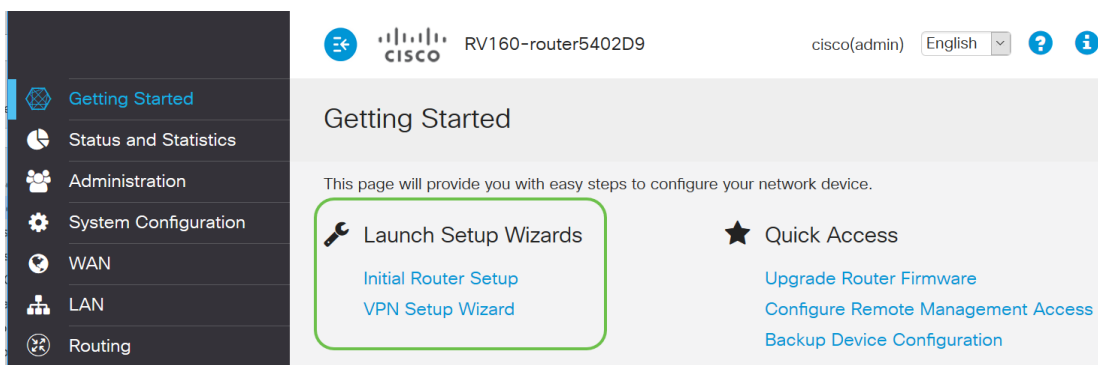 CISCO
RV160-router5402D9
cisco(admin)
English
?
i
Getting Started
Status and Statistics
Administration
System Configuration
WAN
LAN
Routing
Getting Started
This page will provide you with easy steps to configure your network device.
Launch Setup Wizards
Initial Router Setup
VPN Setup Wizard
Quick Access
Upgrade Router Firmware
Configure Remote Management Access
Backup Device Configuration